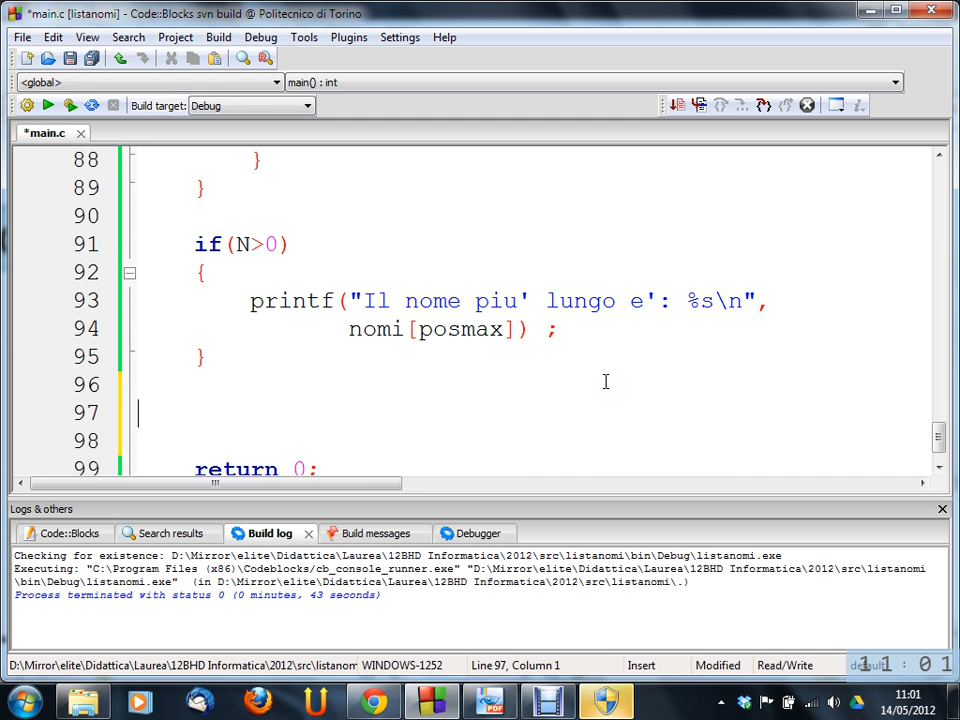 *main.c [listanomi] - Code::Blocks svn build @ Politecnico di Torino
File Edit View Search Project Build Debug Tools Plugins Settings Help
<global> main() : int
Build target: Debug
*main.c
88 }
89 }
90
91 if(N>0)
92 {
93 printf("Il nome piu' lungo e': %s\n",
94 nomi[posmax]) ;
95 }
96
97
98
99 return 0;
Logs & others
Code::Blocks Search results Build log Build messages Debugger
Checking for existence: D:\Mirror\elite\Didattica\Laurea\12BHD Informatica\2012\src\listanomi\bin\Debug\listanomi.exe
Executing: "C:\Program Files (x86)\Codeblocks/cb_console_runner.exe" "D:\Mirror\elite\Didattica\Laurea\12BHD Informatica\2012\src\listanomi
\bin\Debug\listanomi.exe" (in D:\Mirror\elite\Didattica\Laurea\12BHD Informatica\2012\src\listanomi\.)
Process terminated with status 0 (0 minutes, 43 seconds)
D:\Mirror\elite\Didattica\Laurea\12BHD Informatica\2012\src\listanom WINDOWS-1252 Line 97, Column 1 Insert Modified Read/Write default
11:01
PDF
11:01
14/05/2012